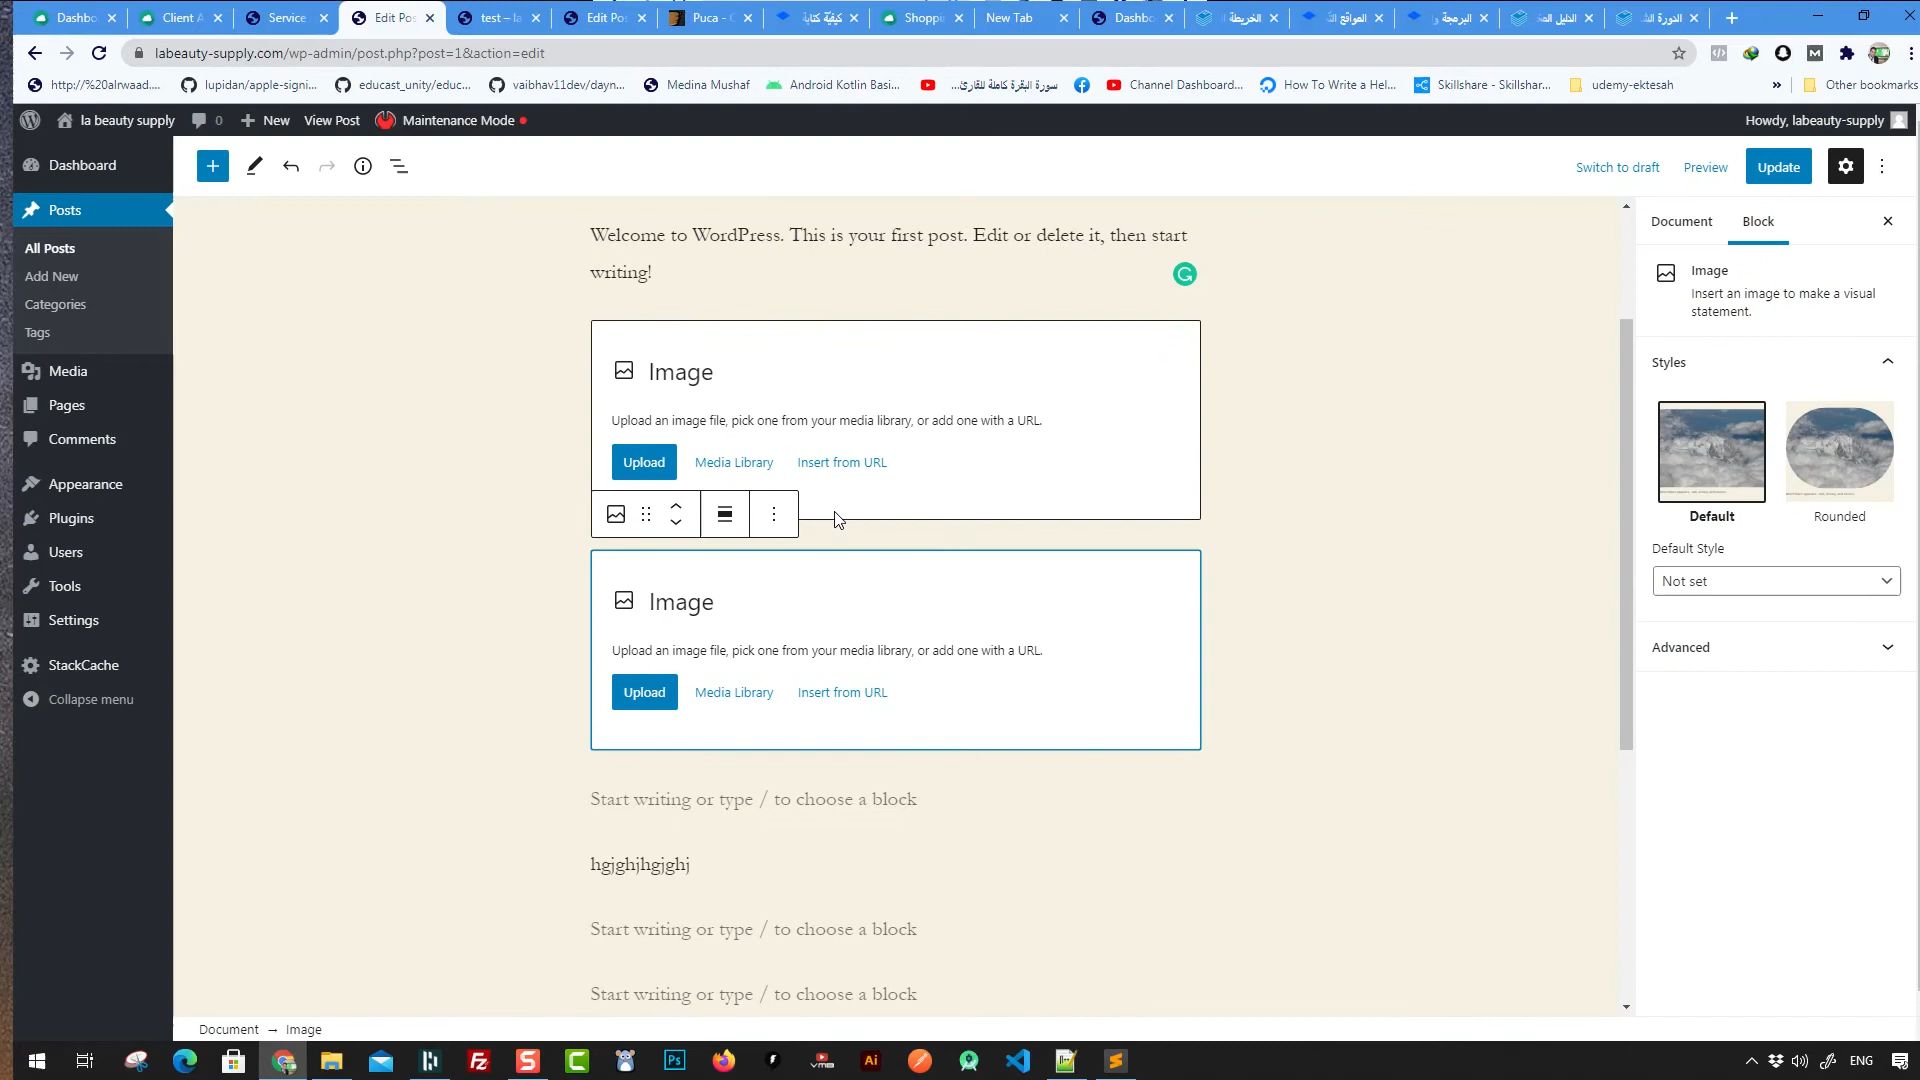 Dashbo
Client A
Service
Edit Pos
test – la
Edit Pos
Puca - C
كيفية كتابة
Shoppi
New Tab
Dashbo
الخريطة ا
المواقع الت
البرمجة و
الدليل المخ
الدورة الش
labeauty-supply.com/wp-admin/post.php?post=1&action=edit
http://%20alrwaad....
lupidan/apple-signi...
educast_unity/educ...
vaibhav11dev/dayn...
Medina Mushaf
Android Kotlin Basi...
سورة البقرة كاملة للقارئ...
Channel Dashboard...
How To Write a Hel...
Skillshare - Skillshar...
udemy-ektesah
»
Other bookmarks
la beauty supply
0
New
View Post
Maintenance Mode
Howdy, labeauty-supply
Dashboard
Posts
All Posts
Add New
Categories
Tags
Media
Pages
Comments
Appearance
Plugins
Users
Tools
Settings
StackCache
Collapse menu
Switch to draft
Preview
Update
Welcome to WordPress. This is your first post. Edit or delete it, then start
writing!
Image
Upload an image file, pick one from your media library, or add one with a URL.
Upload
Media Library
Insert from URL
Image
Upload an image file, pick one from your media library, or add one with a URL.
Upload
Media Library
Insert from URL
Start writing or type / to choose a block
hgjghjhgjghj
Start writing or type / to choose a block
Start writing or type / to choose a block
Document
Block
Image
Insert an image to make a visual
statement.
Styles
Default
Rounded
Default Style
Not set
Advanced
Document → Image
Ps
Ai
ENG